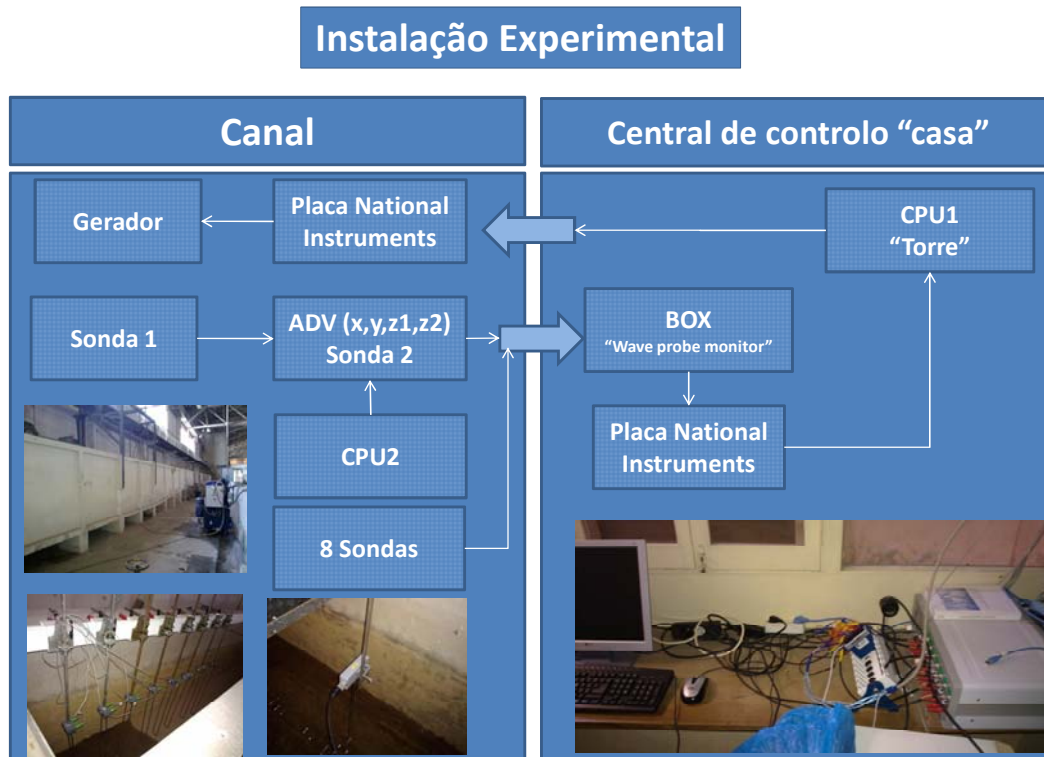 Instalação Experimental
Canal
Central de controlo “casa”
Gerador
Placa National
Instruments
CPU1
“Torre”
Sonda 1
ADV (x,y,z1,z2)
Sonda 2
BOX
“Wave probe monitor”
CPU2
Placa National
Instruments
8 Sondas